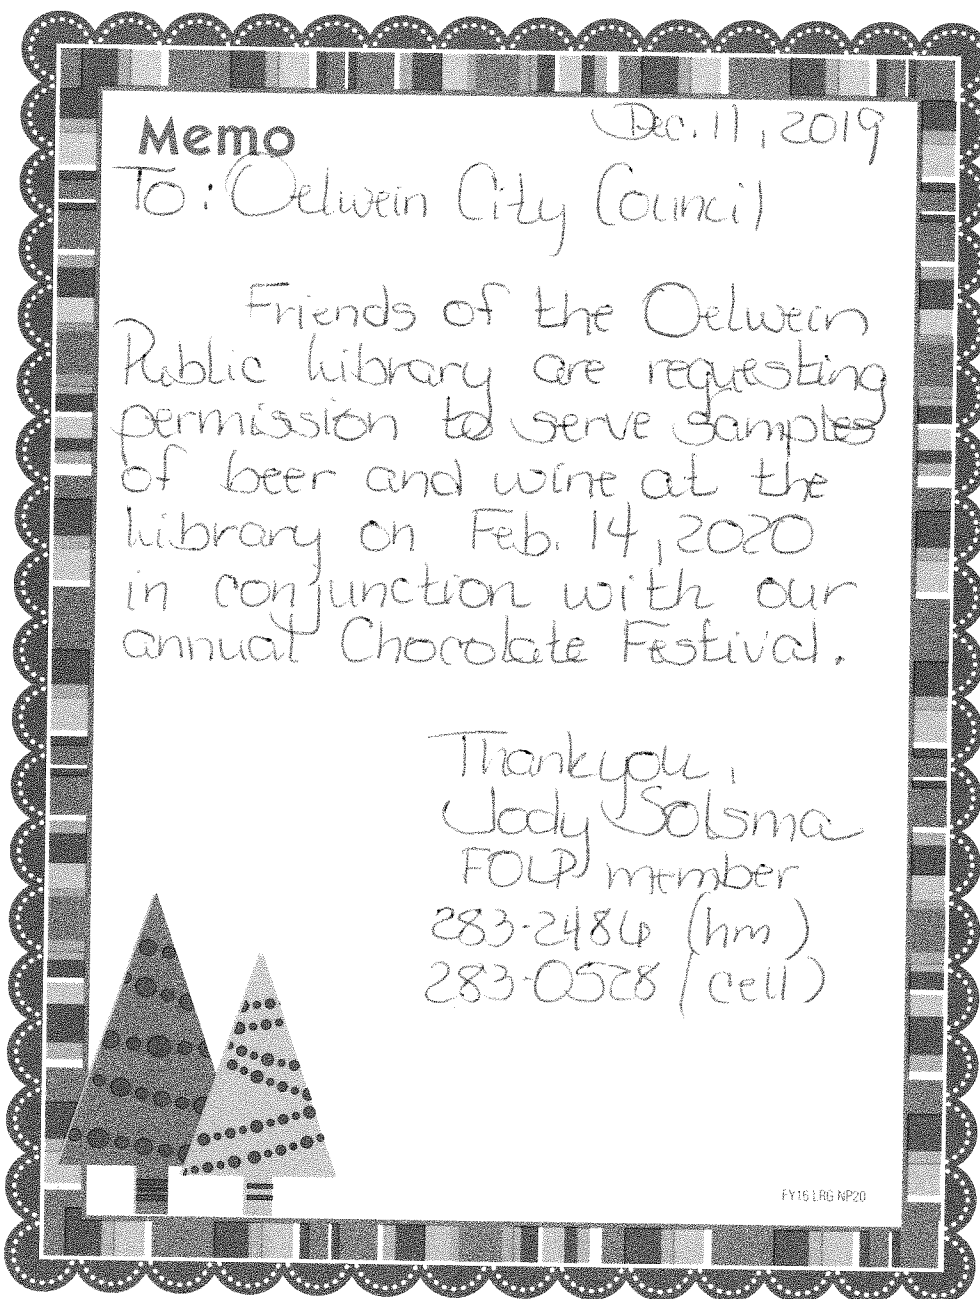 Memo
Dec. 11, 2019
To: Oelwein City Council
Friends of the Oelwein
Public Library are requesting
permission to serve samples
of beer and wine at the
library on Feb. 14, 2020
in conjunction with our
annual Chocolate Festival.
Thank you,
Jody Solsma
FOLP member
283-2486 (hm)
283-0528 (cell)
FY16 LRG NP20